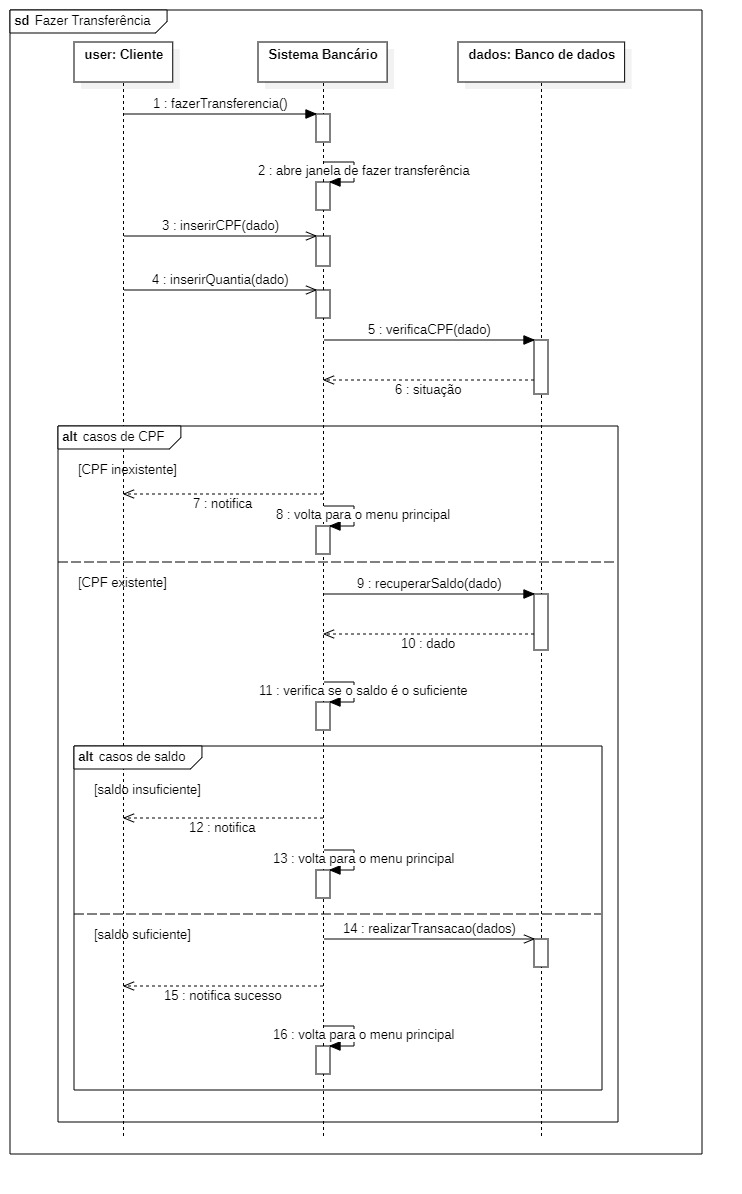 sd Fazer Transferência
user: Cliente
Sistema Bancário
dados: Banco de dados
1 : fazerTransferencia()
2 : abre janela de fazer transferência
3 : inserirCPF(dado)
4 : inserirQuantia(dado)
5 : verificaCPF(dado)
6 : situação
alt casos de CPF
[CPF inexistente]
7 : notifica
8 : volta para o menu principal
[CPF existente]
9 : recuperarSaldo(dado)
10 : dado
11 : verifica se o saldo é o suficiente
alt casos de saldo
[saldo insuficiente]
12 : notifica
13 : volta para o menu principal
[saldo suficiente]
14 : realizarTransacao(dados)
15 : notifica sucesso
16 : volta para o menu principal